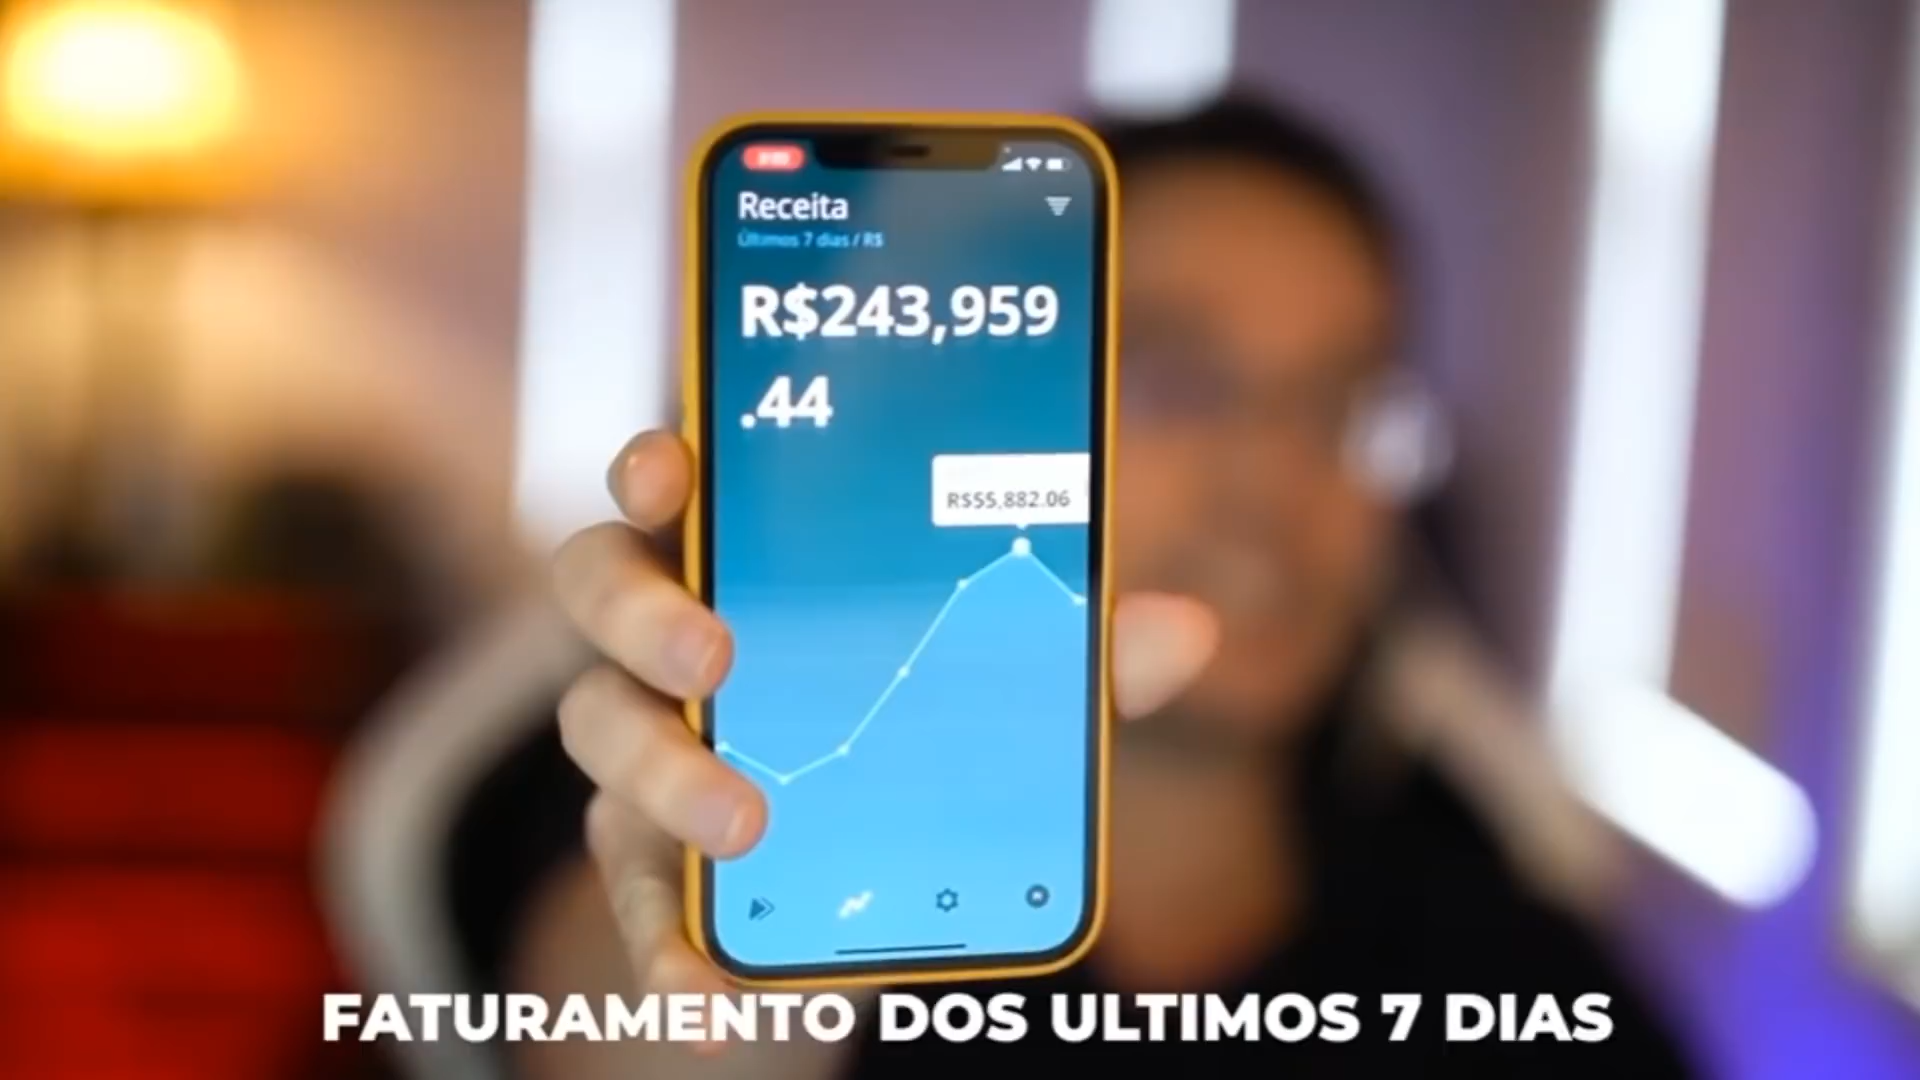 Receita
Últimos 7 dias / R$
R$243,959
.44
R$55,882.06
FATURAMENTO DOS ULTIMOS 7 DIAS